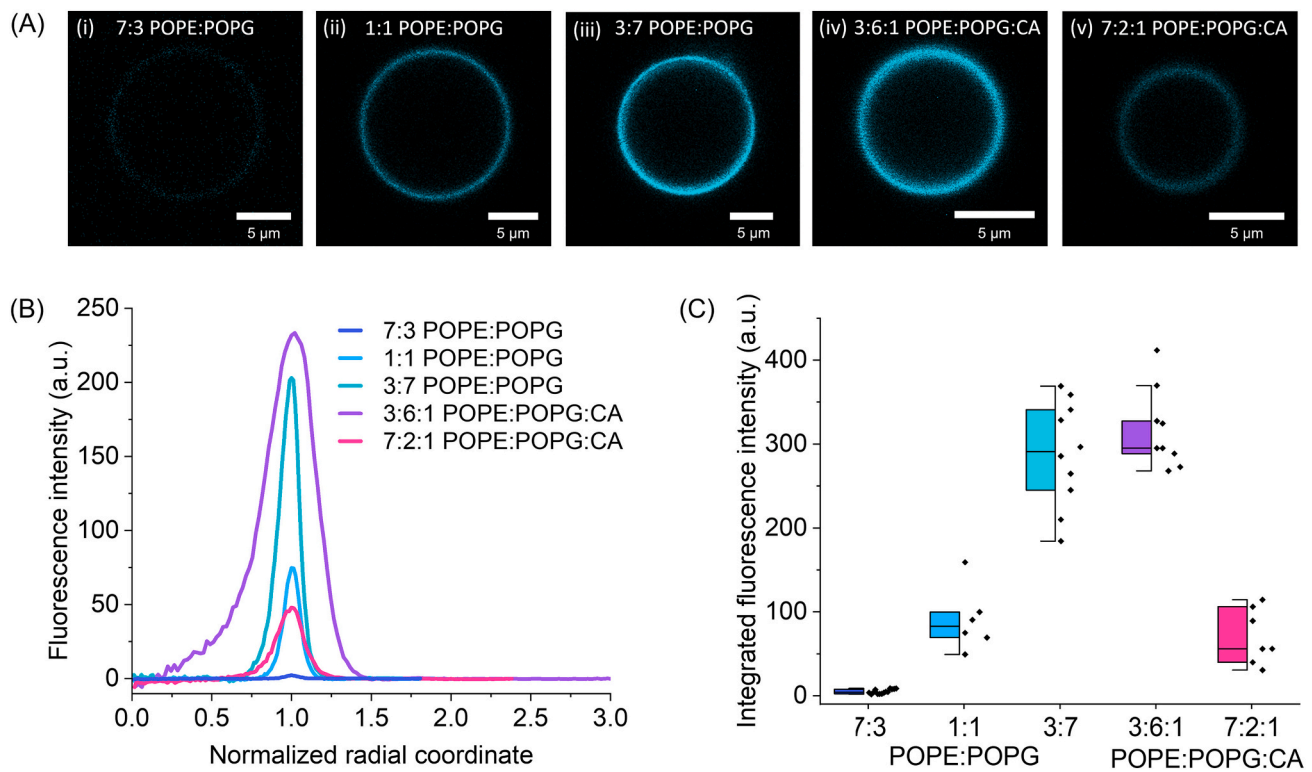 (A)
(i) 7:3 POPE:POPG
5 µm
(ii) 1:1 POPE:POPG
5 µm
(iii) 3:7 POPE:POPG
5 µm
(iv) 3:6:1 POPE:POPG:CA
5 µm
(v) 7:2:1 POPE:POPG:CA
5 µm
(B)
Fluorescence intensity (a.u.)
250
200
150
100
50
0
7:3 POPE:POPG
1:1 POPE:POPG
3:7 POPE:POPG
3:6:1 POPE:POPG:CA
7:2:1 POPE:POPG:CA
0.0 0.5 1.0 1.5 2.0 2.5 3.0
Normalized radial coordinate
(C)
Integrated fluorescence intensity (a.u.)
400
300
200
100
0
7:3 1:1 3:7 3:6:1 7:2:1
POPE:POPG POPE:POPG:CA